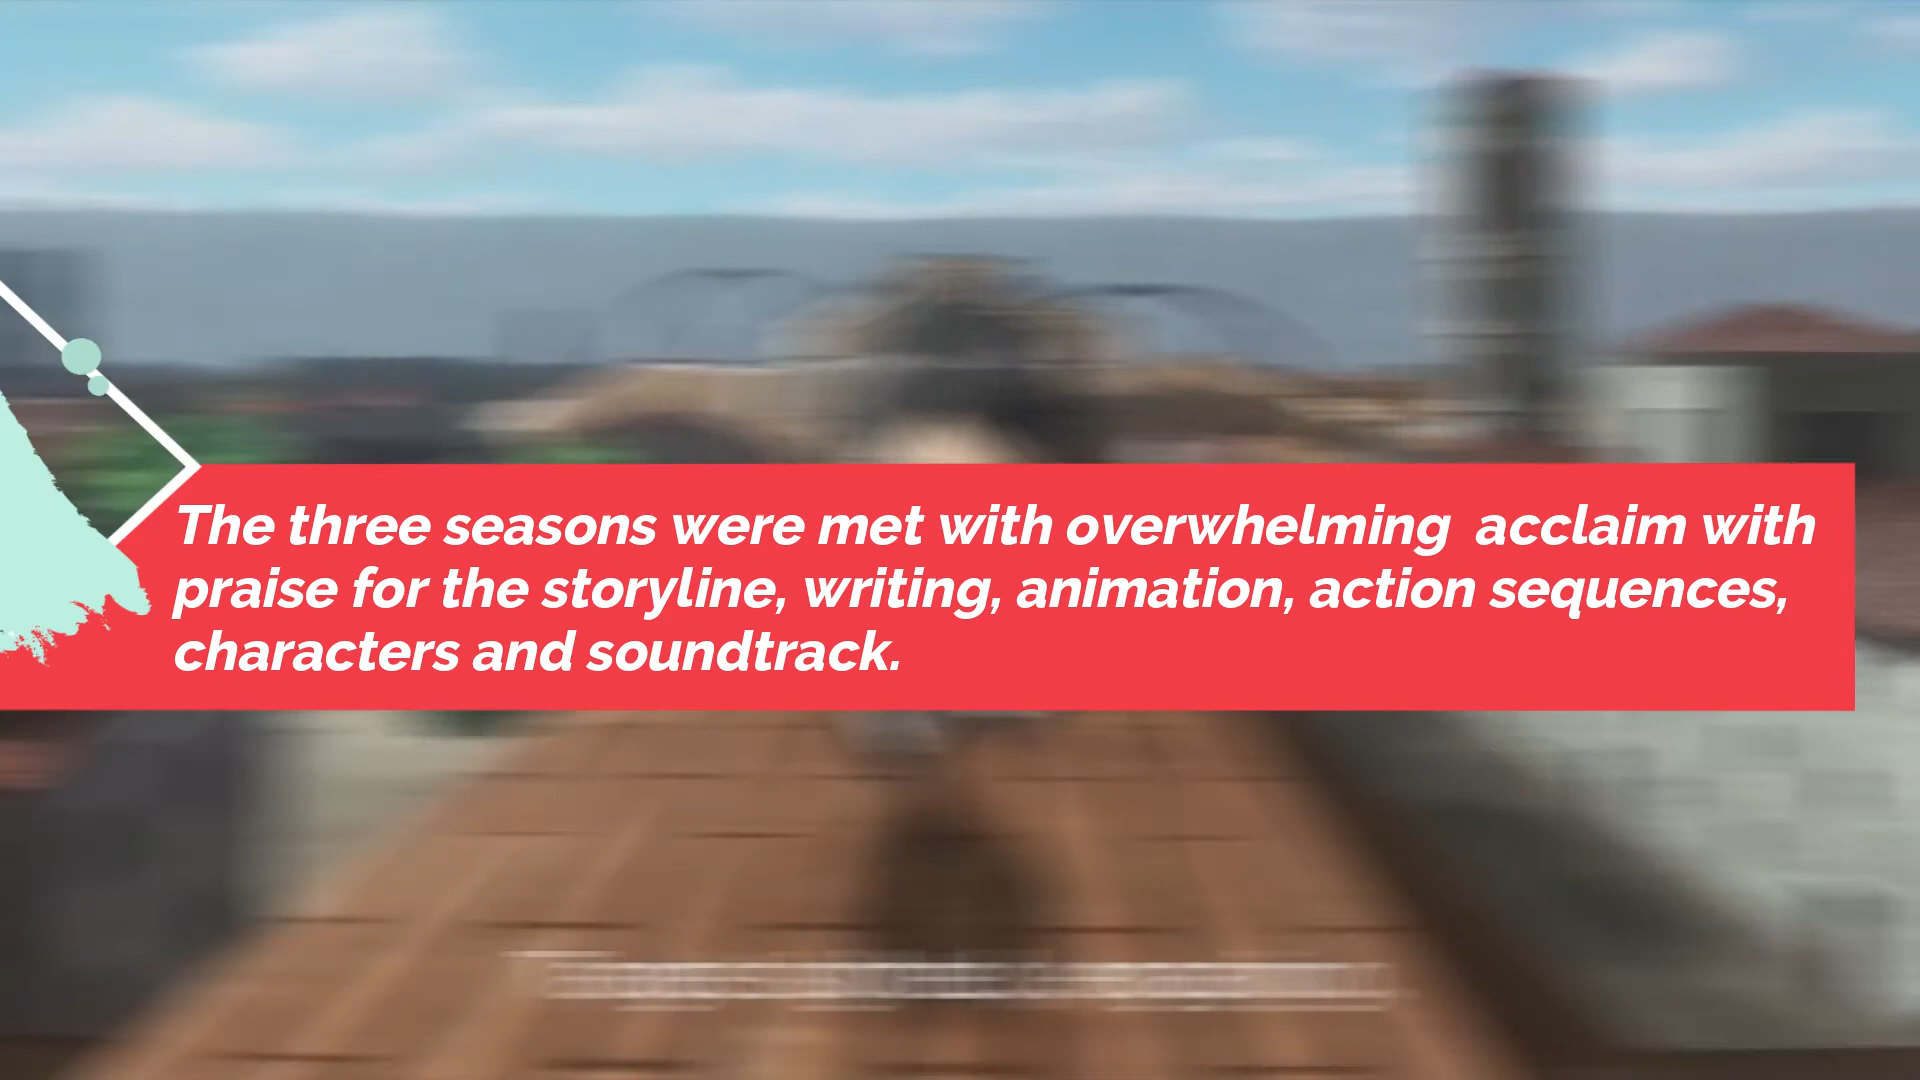 The three seasons were met with overwhelming  acclaim with
praise for the storyline, writing, animation, action sequences,
characters and soundtrack.